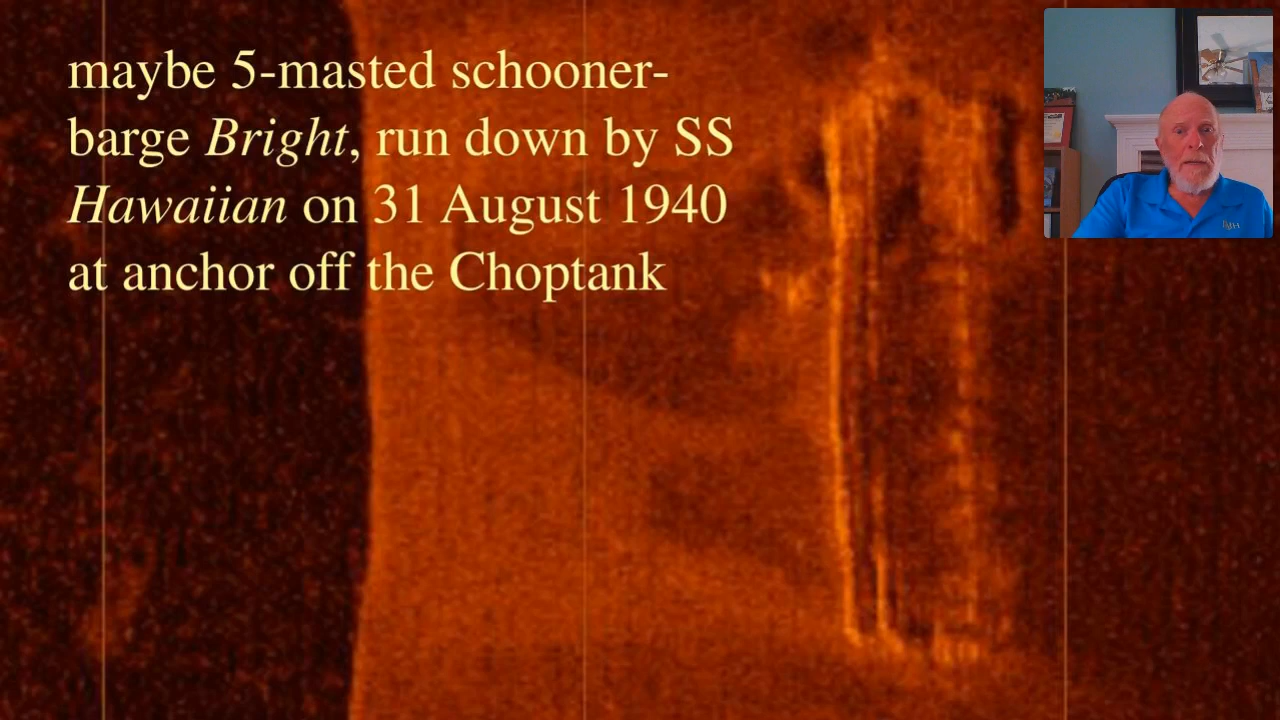 maybe 5-masted schooner-
barge Bright, run down by SS
Hawaiian on 31 August 1940
at anchor off the Choptank